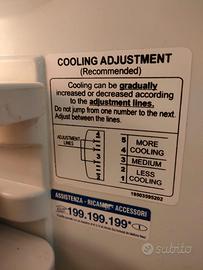 COOLING ADJUSTMENT
(Recommended)
Cooling can be gradually
increased or decreased according
to the adjustment lines.
Do not jump from one number to the next.
Adjust between the lines.
ADJUSTMENT
LINES
5 MORE
4 COOLING
3 MEDIUM
2 LESS
1 COOLING
ASSISTENZA - RICAMBI - ACCESSORI
199.199.199*
subito